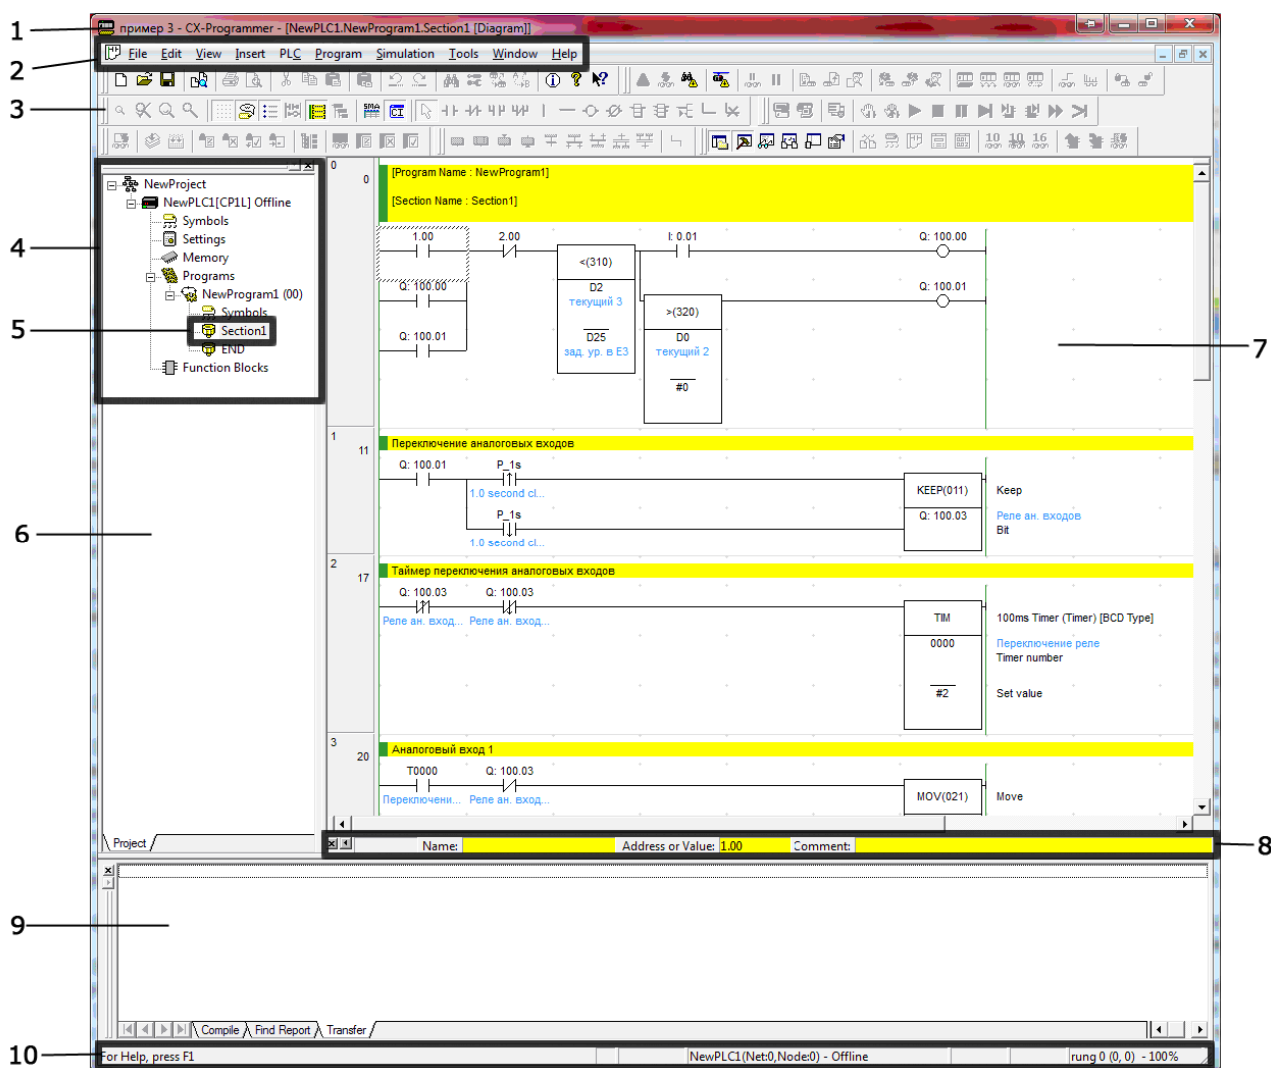 1
пример 3 - CX-Programmer - [NewPLC1.NewProgram1.Section1 [Diagram]]
2
File Edit View Insert PLC Program Simulation Tools Window Help
3
SMA CI
10 10 16
4
NewProject
NewPLC1[CP1L] Offline
Symbols
Settings
Memory
Programs
NewProgram1 (00)
Symbols
5
Section1
END
Function Blocks
6
Project
0
0
[Program Name : NewProgram1]
[Section Name : Section1]
1.00 2.00 I: 0.01 Q: 100.00
<(310)
Q: 100.00 D2 Q: 100.01
текущий 3
>(320)
Q: 100.01 D25 D0
зад. ур. в E3 текущий 2
#0
7
1
11
Переключение аналоговых входов
Q: 100.01 P_1s
1.0 second cl...
KEEP(011) Keep
P_1s Q: 100.03 Реле ан. входов
Bit
1.0 second cl...
2
17
Таймер переключения аналоговых входов
Q: 100.03 Q: 100.03
Реле ан. вход... Реле ан. вход...
TIM 100ms Timer (Timer) [BCD Type]
0000 Переключение реле
Timer number
#2 Set value
3
20
Аналоговый вход 1
T0000 Q: 100.03
Переключени... Реле ан. вход...
MOV(021) Move
Name: Address or Value: 1.00 Comment:
8
9
Compile Find Report Transfer
10
For Help, press F1 NewPLC1(Net:0,Node:0) - Offline rung 0 (0, 0) - 100%